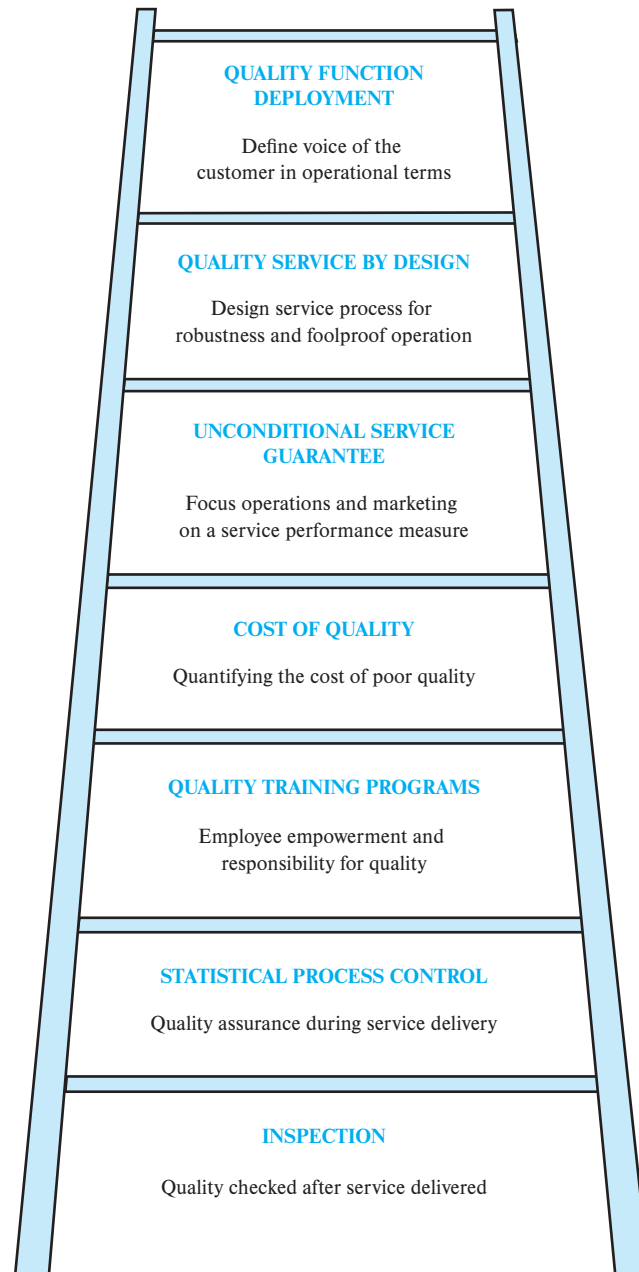 QUALITY FUNCTION
DEPLOYMENT
Define voice of the
customer in operational terms
QUALITY SERVICE BY DESIGN
Design service process for
robustness and foolproof operation
UNCONDITIONAL SERVICE
GUARANTEE
Focus operations and marketing
on a service performance measure
COST OF QUALITY
Quantifying the cost of poor quality
QUALITY TRAINING PROGRAMS
Employee empowerment and
responsibility for quality
STATISTICAL PROCESS CONTROL
Quality assurance during service delivery
INSPECTION
Quality checked after service delivered